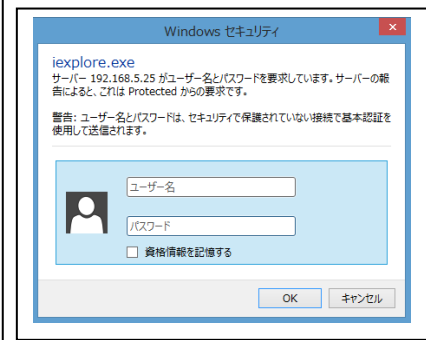 Windows セキュリティ
iexplore.exe
サーバー 192.168.5.25 がユーザー名とパスワードを要求しています。サーバーの報
告によると、これは Protected からの要求です。
警告: ユーザー名とパスワードは、セキュリティで保護されていない接続で基本認証を
使用して送信されます。
ユーザー名
パスワード
資格情報を記憶する
OK キャンセル